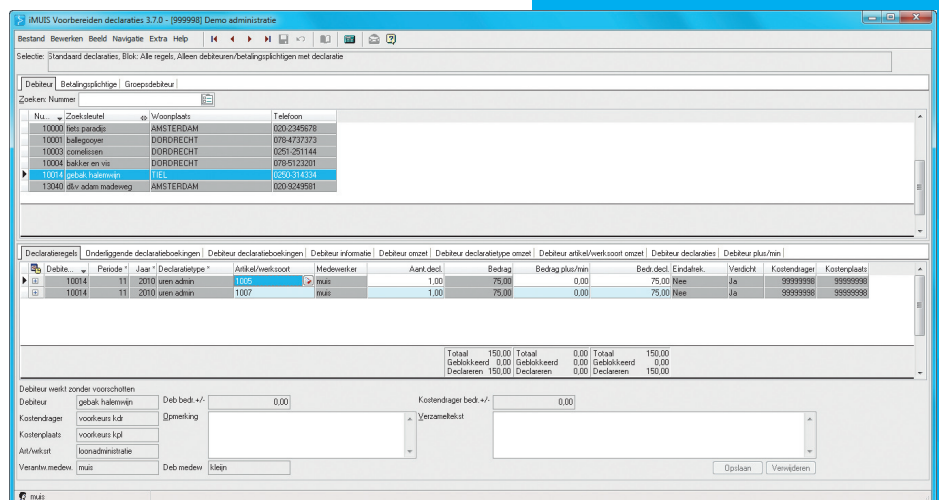 iMUIS Voorbereiden declaraties 3.7.0 - [999998] Demo administratie
Bestand Bewerken Beeld Navigatie Extra Help
Selectie: Standaard declaraties, Blok: Alle regels, Alleen debiteuren/betalingsplichtigen met declaratie
Debiteur Betalingsplichtige Groepsdebiteur
Zoeken: Nummer
Nu... Zoeksleutel Woonplaats Telefoon
10000 fiets paradijs AMSTERDAM 020-2345678
10001 ballegooyer DORDRECHT 078-4737373
10003 cornelissen DORDRECHT 0251-251144
10004 bakker en vis DORDRECHT 078-5123201
10014 gebak halemwijn TIEL 0250-314334
13040 d&v adam madeweg AMSTERDAM 020-9249581
Declaratieregels Onderliggende declaratieboekingen Debiteur declaratieboekingen Debiteur informatie Debiteur omzet Debiteur declaratietype omzet Debiteur artikel/werksoort omzet Debiteur declaraties Debiteur plus/min
Debite... Periode * Jaar * Declaratietype * Artikel/werksoort Medewerker Aant.decl. Bedrag Bedrag plus/min Bedr.decl. Eindafrek. Verdicht Kostendrager Kostenplaats
10014 11 2010 uren admin 1005 muis 1,00 75,00 0,00 75,00 Nee Ja 99999998 99999998
10014 11 2010 uren admin 1007 muis 1,00 75,00 0,00 75,00 Nee Ja 99999998 99999998
Totaal 150,00 Totaal 0,00 Totaal 150,00
Geblokkeerd 0,00 Geblokkeerd 0,00 Geblokkeerd 0,00
Declareren 150,00 Declareren 0,00 Declareren 150,00
Debiteur werkt zonder voorschotten
Debiteur gebak halemwijn Deb bedr.+/- 0,00 Kostendrager bedr.+/- 0,00
Kostendrager voorkeurs kdr Opmerking Verzameltekst
Kostenplaats voorkeurs kpl
Art/wrksrt loonadministratie
Verantw.medew. muis Deb medew kleijn Opslaan Verwijderen
muis